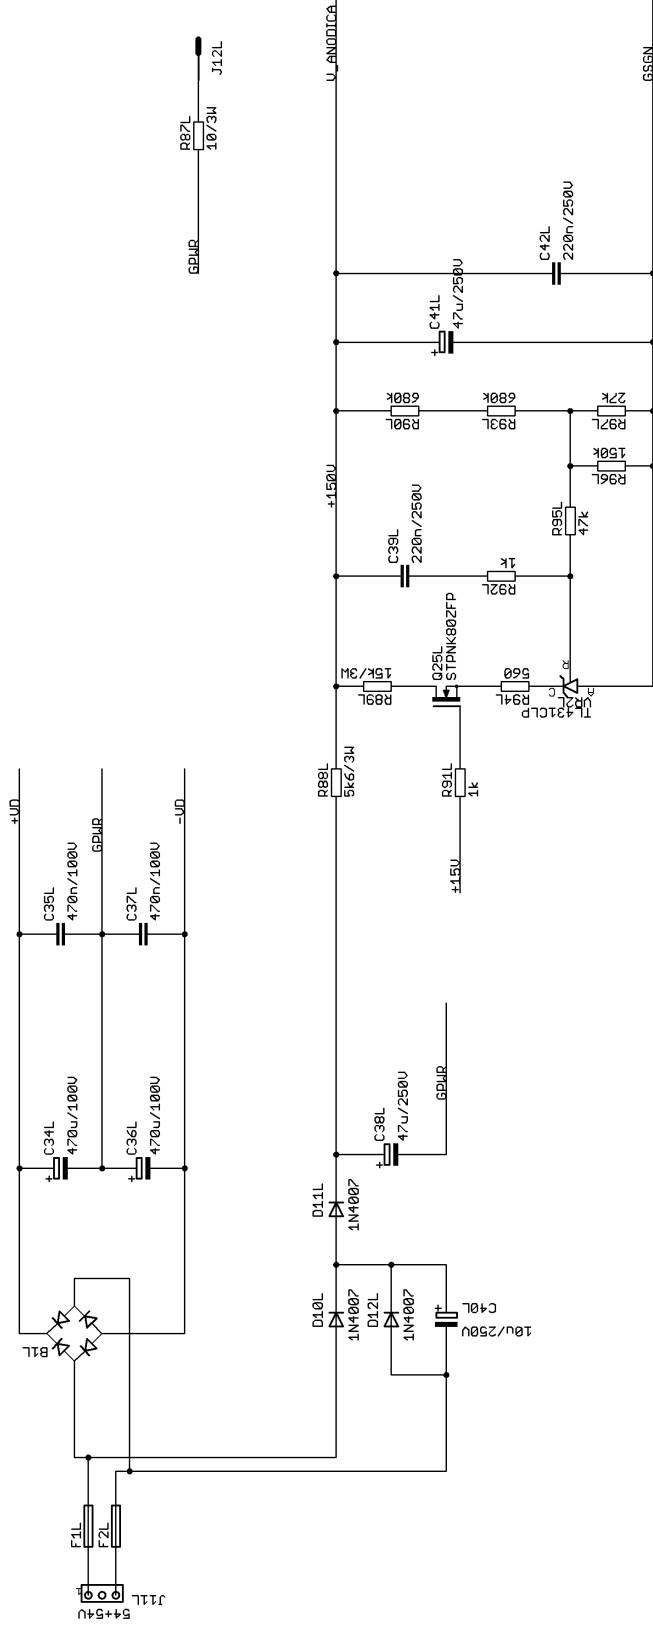 J12L
R87L
10/3W
GPWR
U_ANODICA
GSGN
C42L
220n/250V
C41L
47u/250V
680k
R90L
680k
R93L
27k
R97L
150k
R96L
+150V
C39L
220n/250V
R95L
47k
1k
R92L
Q25L
STPNK80ZFP
15k/3W
R89L
560
R94L
R
C
A
VR2L
TL431CLP
R88L
5k6/3W
R91L
1k
+15V
+VD
GPWR
-VD
C35L
470n/100V
C37L
470n/100V
C34L
470u/100V
+
C36L
470u/100V
+
C38L
47u/250V
+
GPWR
D11L
1N4007
D10L
1N4007
D12L
1N4007
+
C40L
10u/250V
B1L
F1L
F2L
1
J11L
54+54V
+